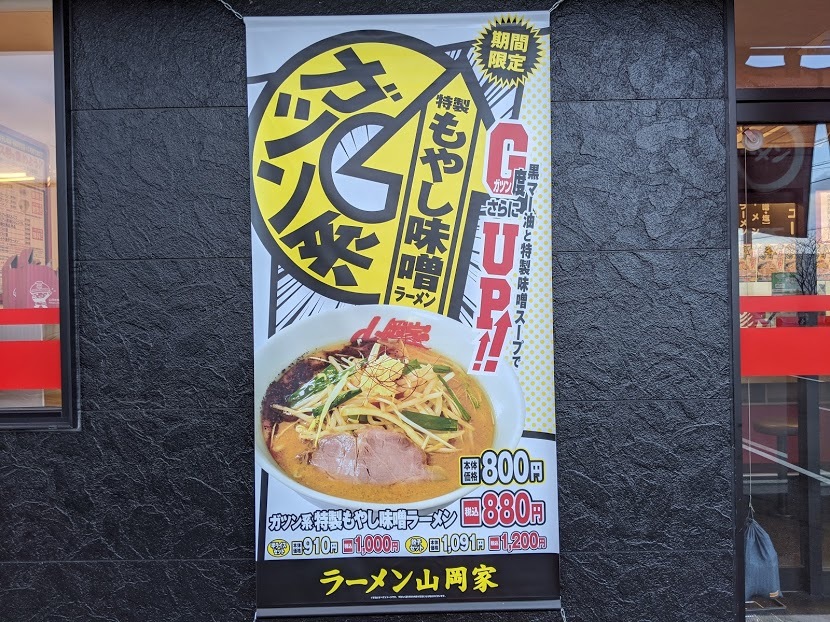 期間
限定
ガツン系
特製
もやし味噌
ラーメン
黒マー油と特製味噌スープで
G度
ガツン
さらに
UP!!
山岡家
本体
価格
800円
税込
880円
ガツン系 特製もやし味噌ラーメン
910円
1,000円
1,091円
1,200円
ラーメン山岡家